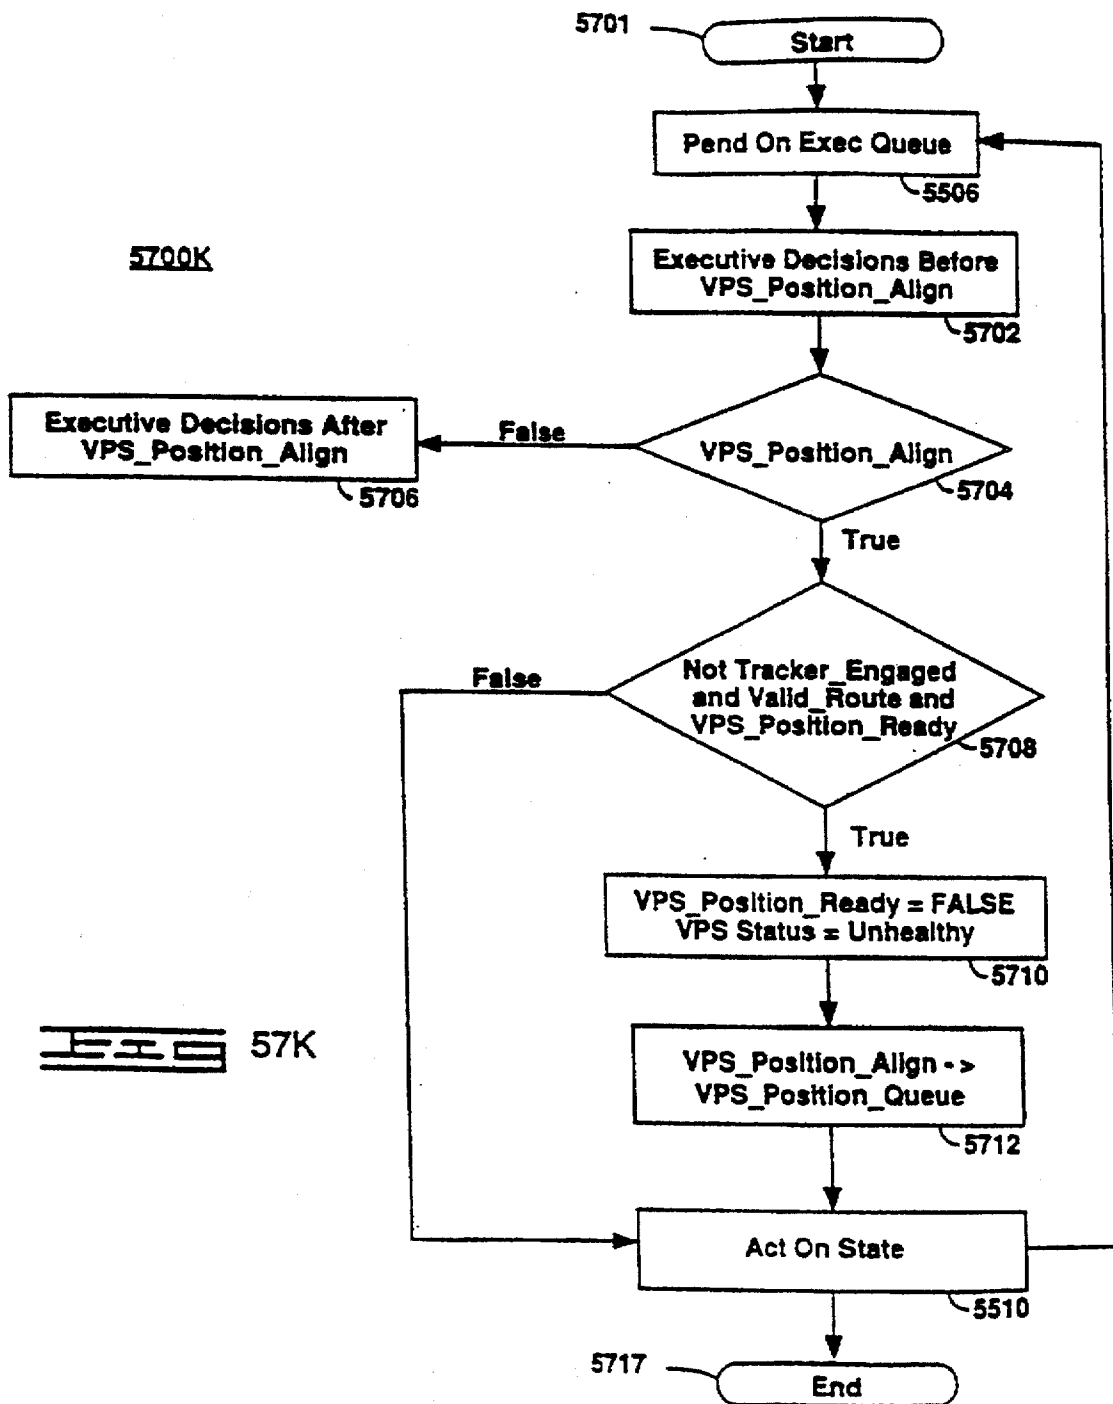 5701
Start
Pend On Exec Queue
5506
5700K
Executive Decisions Before
VPS_Position_Align
5702
Executive Decisions After
VPS_Position_Align
5706
False
VPS_Position_Align
5704
True
False
Not Tracker_Engaged
and Valid_Route and
VPS_Position_Ready
5708
True
VPS_Position_Ready = FALSE
VPS Status = Unhealthy
5710
57K
VPS_Position_Align - >
VPS_Position_Queue
5712
Act On State
5510
5717
End